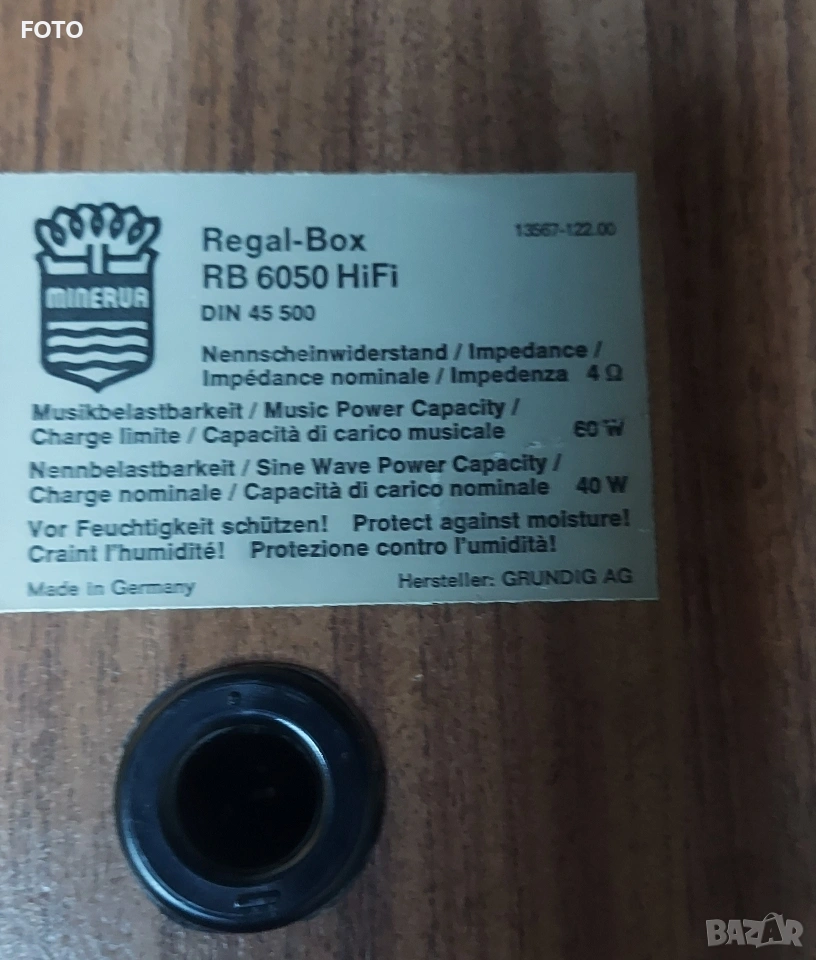 FOTO
MINERVA
Regal-Box
13567-122.00
RB 6050 HiFi
DIN 45 500
Nennscheinwiderstand / Impedance /
Impédance nominale / Impedenza 4 Ω
Musikbelastbarkeit / Music Power Capacity /
Charge limite / Capacità di carico musicale 60 W
Nennbelastbarkeit / Sine Wave Power Capacity /
Charge nominale / Capacità di carico nominale 40 W
Vor Feuchtigkeit schützen! Protect against moisture!
Craint l'humidité! Protezione contro l'umidità!
Made in Germany
Hersteller: GRUNDIG AG
BAZAR